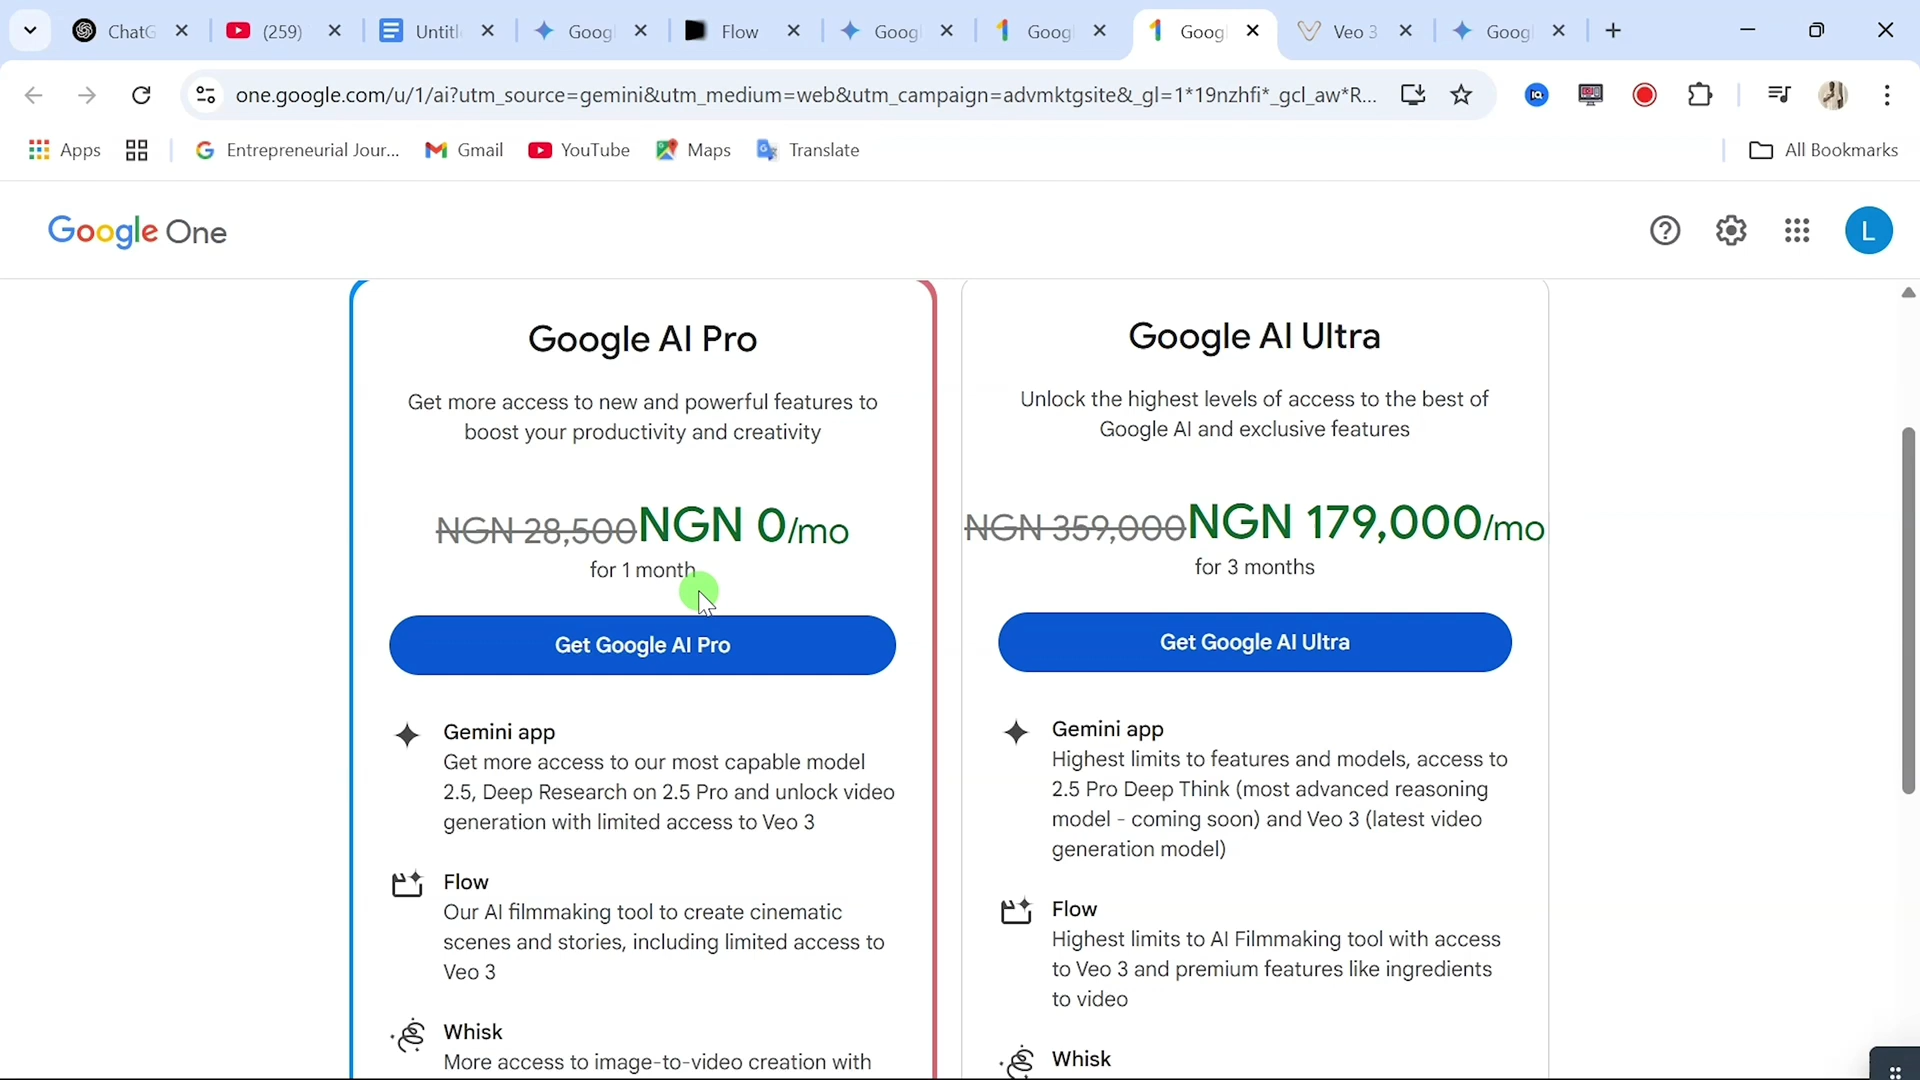 ChatG
(259)
Untitl
Goog
Flow
Goog
Goog
Goog
Veo 3
Goog
one.google.com/u/1/ai?utm_source=gemini&utm_medium=web&utm_campaign=advmktgsite&_gl=1*19nzhfi*_gcl_aw*R...
Apps
Entrepreneurial Jour...
Gmail
YouTube
Maps
Translate
All Bookmarks
Google One
L
Google AI Pro
Get more access to new and powerful features to
boost your productivity and creativity
NGN 28,500 NGN 0/mo
for 1 month
Get Google AI Pro
Gemini app
Get more access to our most capable model
2.5, Deep Research on 2.5 Pro and unlock video
generation with limited access to Veo 3
Flow
Our AI filmmaking tool to create cinematic
scenes and stories, including limited access to
Veo 3
Whisk
More access to image-to-video creation with
Google AI Ultra
Unlock the highest levels of access to the best of
Google AI and exclusive features
NGN 359,000 NGN 179,000/mo
for 3 months
Get Google AI Ultra
Gemini app
Highest limits to features and models, access to
2.5 Pro Deep Think (most advanced reasoning
model - coming soon) and Veo 3 (latest video
generation model)
Flow
Highest limits to AI Filmmaking tool with access
to Veo 3 and premium features like ingredients
to video
Whisk